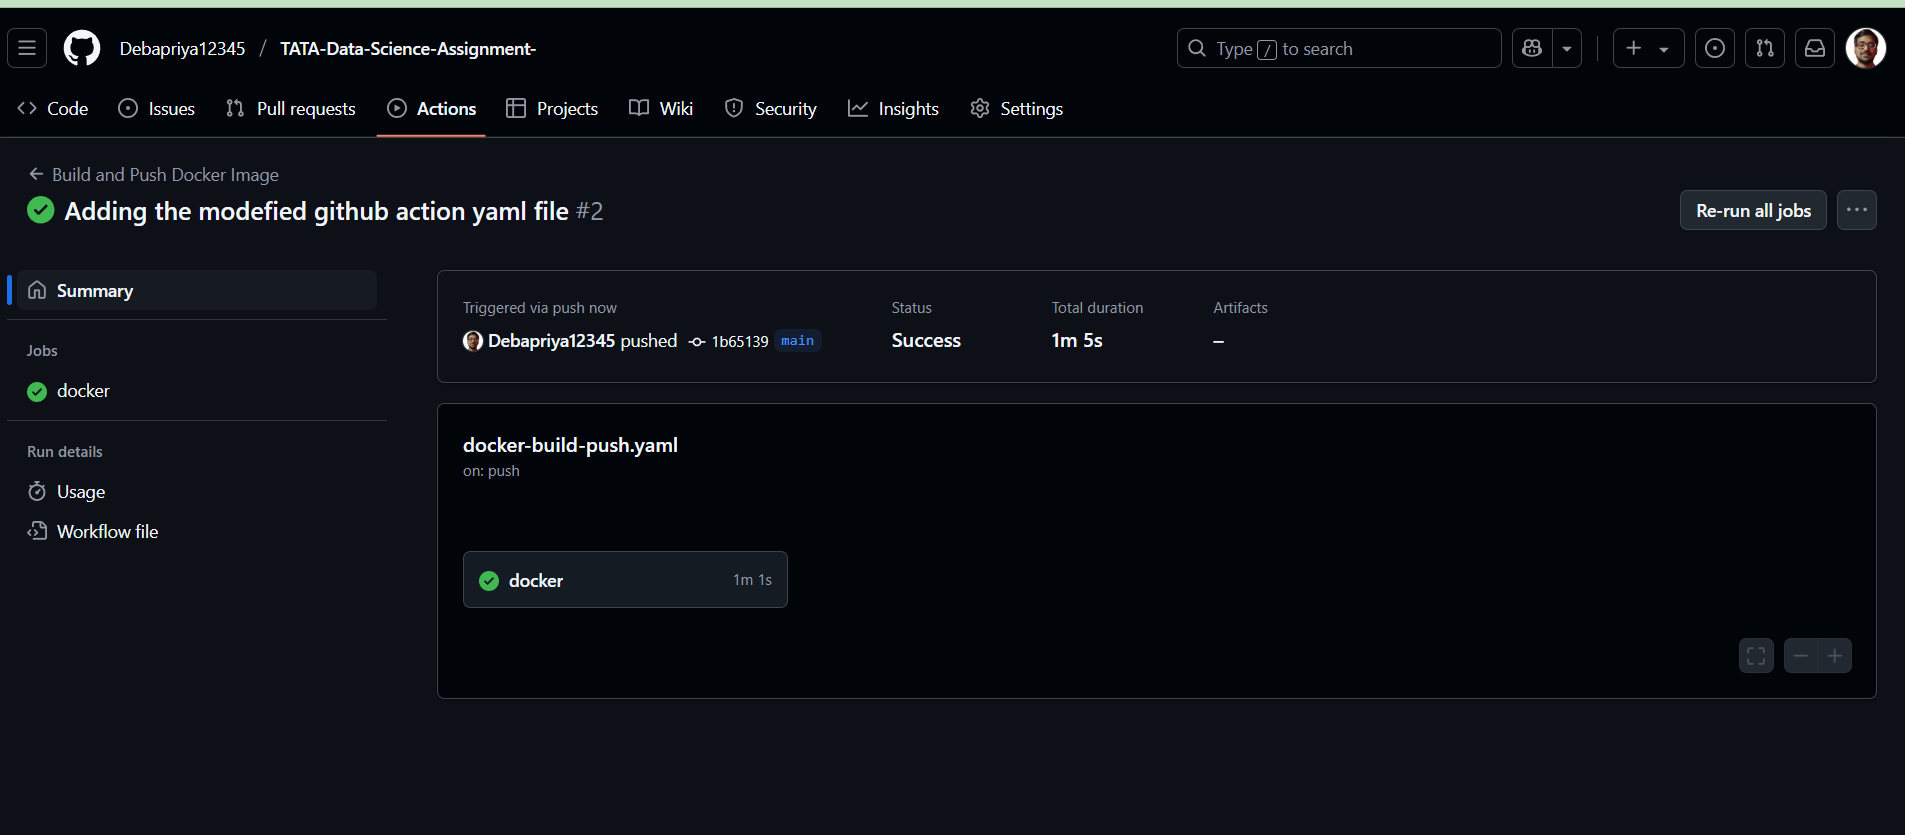 Debapriya12345 / TATA-Data-Science-Assignment-
Type / to search
Code Issues Pull requests Actions Projects Wiki Security Insights Settings
Build and Push Docker Image
Adding the modefied github action yaml file #2
Re-run all jobs
Summary
Jobs
docker
Run details
Usage
Workflow file
Triggered via push now
Debapriya12345 pushed 1b65139 main
Status
Success
Total duration
1m 5s
Artifacts
–
docker-build-push.yaml
on: push
docker 1m 1s